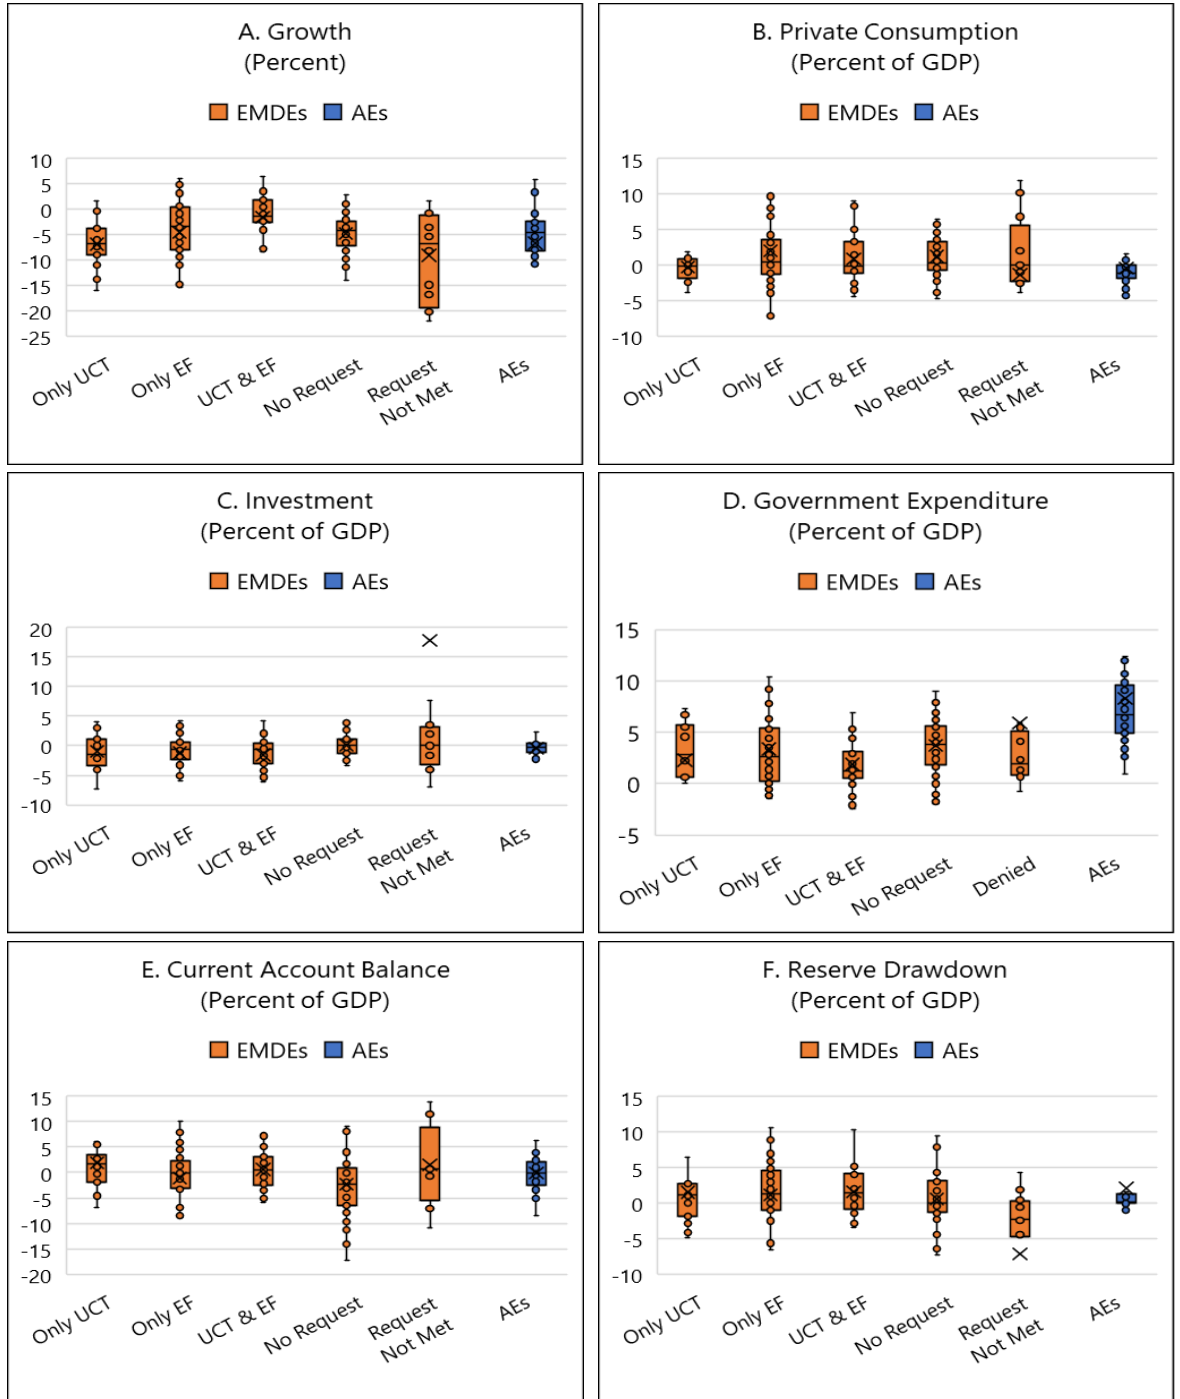 A. Growth
(Percent)
EMDEs AEs
10
5
0
-5
-10
-15
-20
-25
Only UCT
Only EF
UCT & EF
No Request
Request
Not Met
AEs
B. Private Consumption
(Percent of GDP)
EMDEs AEs
15
10
5
0
-5
-10
Only UCT
Only EF
UCT & EF
No Request
Request
Not Met
AEs
C. Investment
(Percent of GDP)
EMDEs AEs
20
15
10
5
0
-5
-10
Only UCT
Only EF
UCT & EF
No Request
Request
Not Met
AEs
D. Government Expenditure
(Percent of GDP)
EMDEs AEs
15
10
5
0
-5
Only UCT
Only EF
UCT & EF
No Request
Denied
AEs
E. Current Account Balance
(Percent of GDP)
EMDEs AEs
15
10
5
0
-5
-10
-15
-20
Only UCT
Only EF
UCT & EF
No Request
Request
Not Met
AEs
F. Reserve Drawdown
(Percent of GDP)
EMDEs AEs
15
10
5
0
-5
-10
Only UCT
Only EF
UCT & EF
No Request
Request
Not Met
AEs